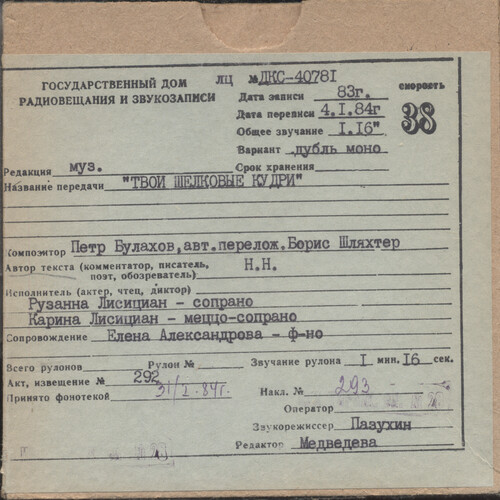 ГОСУДАРСТВЕННЫЙ ДОМ
РАДИОВЕЩАНИЯ И ЗВУКОЗАПИСИ
ЛЦ № ДКС-40781
Дата записи 83г.
Дата переписи 4.I.84г
Общее звучание I.I6"
Вариант дубль моно
Срок хранения
скорость
38
Редакция муз.
Название передачи "ТВОИ ШЕЛКОВЫЕ КУДРИ"
Композитор Петр Булахов, авт.перелож.Борис Шляхтер
Автор текста (комментатор, писатель, Н.Н.
поэт, обозреватель)
Исполнитель (актер, чтец, диктор)
Рузанна Лисициан - сопрано
Карина Лисициан - меццо-сопрано
Сопровождение Елена Александрова - ф-но
Всего рулонов Рулон № Звучание рулона I мин. I6 сек.
Акт, извещение № 292
Принято фонотекой 31/I-84г.
Накл. № 293
Оператор
Звукорежиссер Пазухин
Редактор Медведева